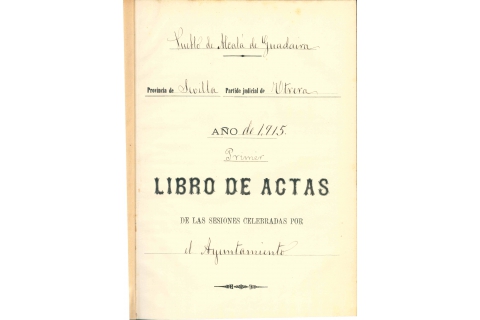 Pueblo de Alcalá de Guadaira
Provincia de Sevilla Partido judicial de Utrera
AÑO de 1915.
Primer
LIBRO DE ACTAS
DE LAS SESIONES CELEBRADAS POR
el Ayuntamiento